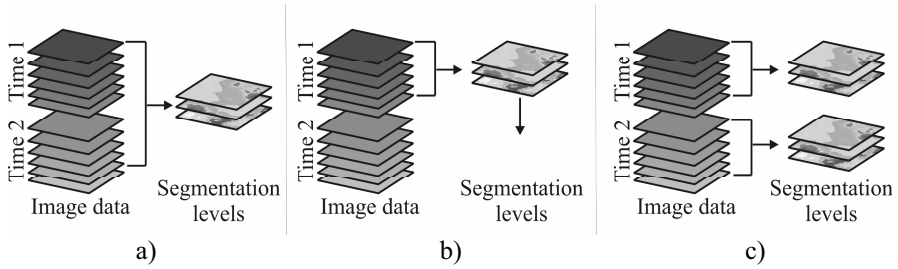 Time 1
Time 2
Image data
Segmentation
levels
a)
Time 1
Time 2
Image data
Segmentation
levels
b)
Time 1
Time 2
Image data
Segmentation
levels
c)